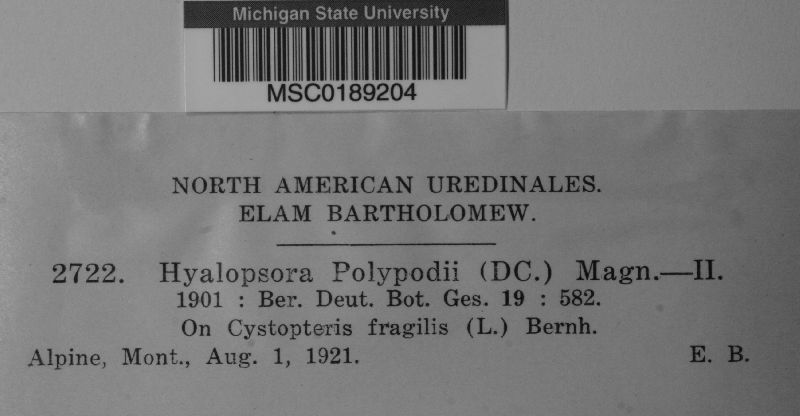 Michigan State University
MSC0189204
NORTH AMERICAN UREDINALES.
ELAM BARTHOLOMEW.
2722. Hyalopsora Polypodii (DC.) Magn.—II.
1901 : Ber. Deut. Bot. Ges. 19 : 582.
On Cystopteris fragilis (L.) Bernh.
Alpine, Mont., Aug. 1, 1921. E. B.